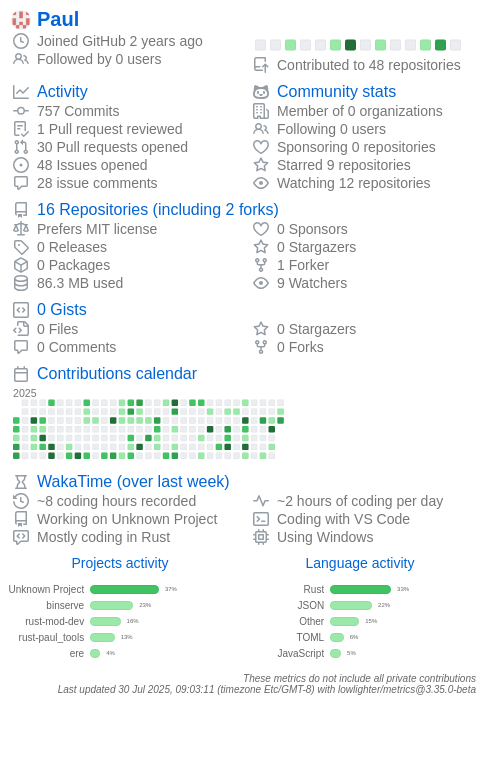 Paul
Joined GitHub 2 years ago
Followed by 0 users
Contributed to 48 repositories
Activity
757 Commits
1 Pull request reviewed
30 Pull requests opened
48 Issues opened
28 issue comments
Community stats
Member of 0 organizations
Following 0 users
Sponsoring 0 repositories
Starred 9 repositories
Watching 12 repositories
16 Repositories (including 2 forks)
Prefers MIT license
0 Releases
0 Packages
86.3 MB used
0 Sponsors
0 Stargazers
1 Forker
9 Watchers
0 Gists
0 Files
0 Comments
0 Stargazers
0 Forks
Contributions calendar
2025
WakaTime (over last week)
~8 coding hours recorded
Working on Unknown Project
Mostly coding in Rust
~2 hours of coding per day
Coding with VS Code
Using Windows
Projects activity
Unknown Project 37%
binserve 23%
rust-mod-dev 16%
rust-paul_tools 13%
ere 4%
Language activity
Rust 33%
JSON 22%
Other 15%
TOML 6%
JavaScript 5%
These metrics do not include all private contributions
Last updated 30 Jul 2025, 09:03:11 (timezone Etc/GMT-8) with lowlighter/metrics@3.35.0-beta